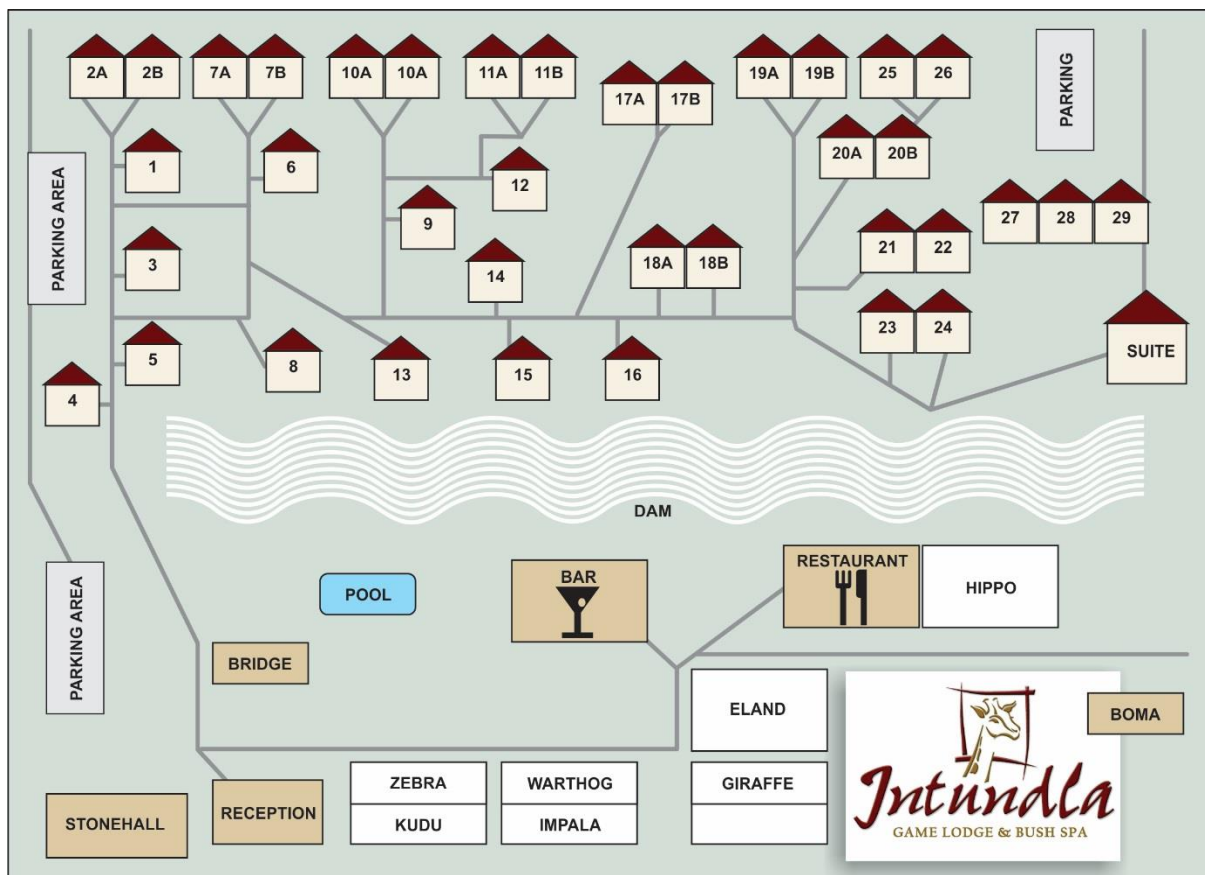 2A
2B
7A
7B
10A
10A
11A
11B
17A
17B
19A
19B
25
26
PARKING
PARKING AREA
1
6
12
20A
20B
9
27
28
29
3
14
18A
18B
21
22
5
8
13
15
16
23
24
SUITE
4
DAM
PARKING AREA
POOL
BAR
RESTAURANT
HIPPO
BRIDGE
ELAND
BOMA
ZEBRA
WARTHOG
GIRAFFE
STONEHALL
RECEPTION
KUDU
IMPALA
Intundla
GAME LODGE & BUSH SPA